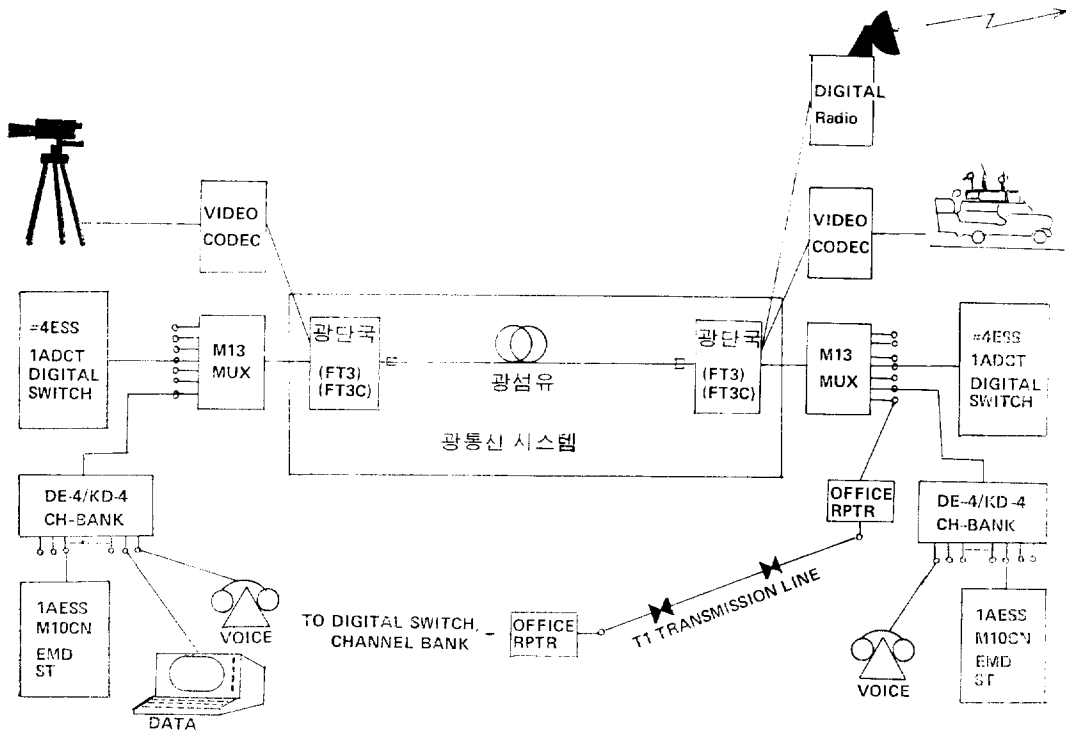 DIGITAL
Radio
VIDEO
CODEC
VIDEO
CODEC
=4ESS
1ADCT
DIGITAL
SWITCH
M13
MUX
광단국
(FT3)
(FT3C)
광섬유
광단국
(FT3)
(FT3C)
M13
MUX
=4ESS
1ADCT
DIGITAL
SWITCH
광통신 시스템
DE-4/KD-4
CH-BANK
OFFICE
RPTR
DE-4/KD-4
CH-BANK
1AESS
M10CN
EMD
ST
VOICE
DATA
TO DIGITAL SWITCH,
CHANNEL BANK
OFFICE
RPTR
T1 TRANSMISSION LINE
VOICE
1AESS
M10CN
EMD
ST